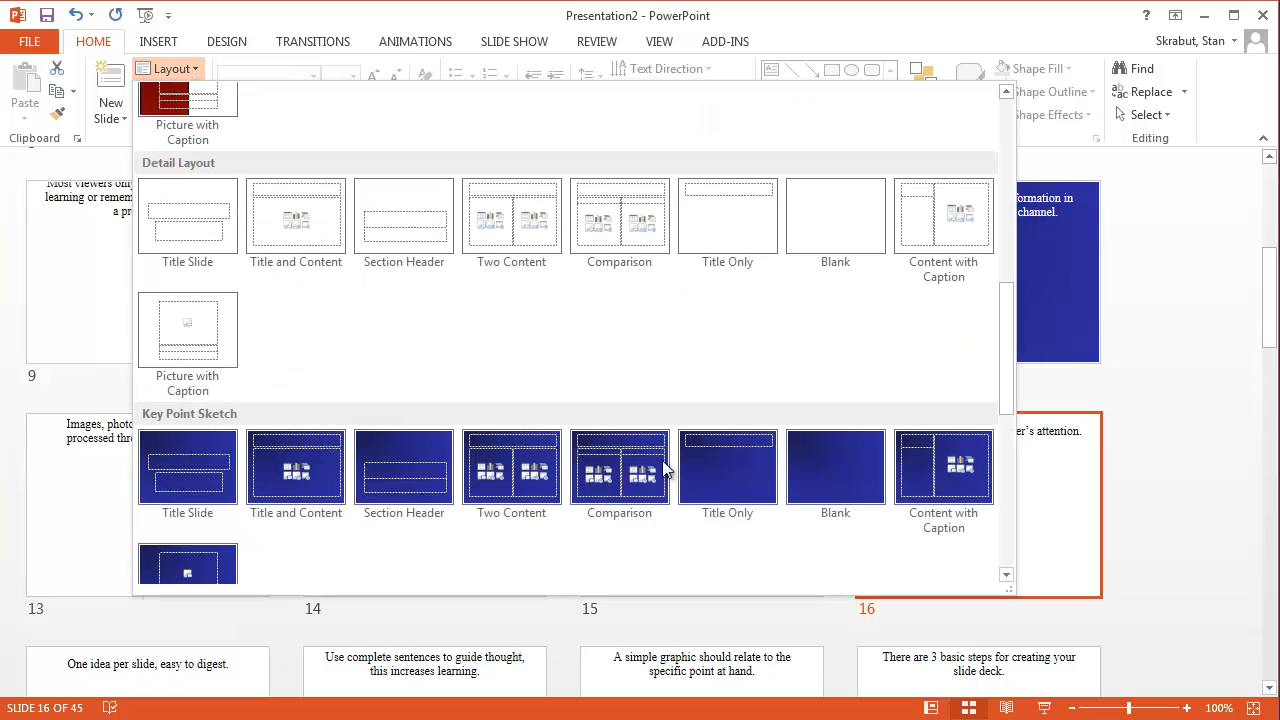 Presentation2 - PowerPoint
FILE
HOME
INSERT
DESIGN
TRANSITIONS
ANIMATIONS
SLIDE SHOW
REVIEW
VIEW
ADD-INS
Skrabut, Stan
Paste
Clipboard
New
Slide
Layout
Text Direction
Shape Fill
Shape Outline
Shape Effects
Find
Replace
Select
Editing
Picture with
Caption
Detail Layout
Title Slide
Title and Content
Section Header
Two Content
Comparison
Title Only
Blank
Content with
Caption
Picture with
Caption
Key Point Sketch
Title Slide
Title and Content
Section Header
Two Content
Comparison
Title Only
Blank
Content with
Caption
Most viewers only
learning or remem
a pr
formation in
channel.
9
Images, photo
processed thro
er's attention.
13
14
15
16
One idea per slide, easy to digest.
Use complete sentences to guide thought,
this increases learning.
A simple graphic should relate to the
specific point at hand.
There are 3 basic steps for creating your
slide deck.
SLIDE 16 OF 45
100%